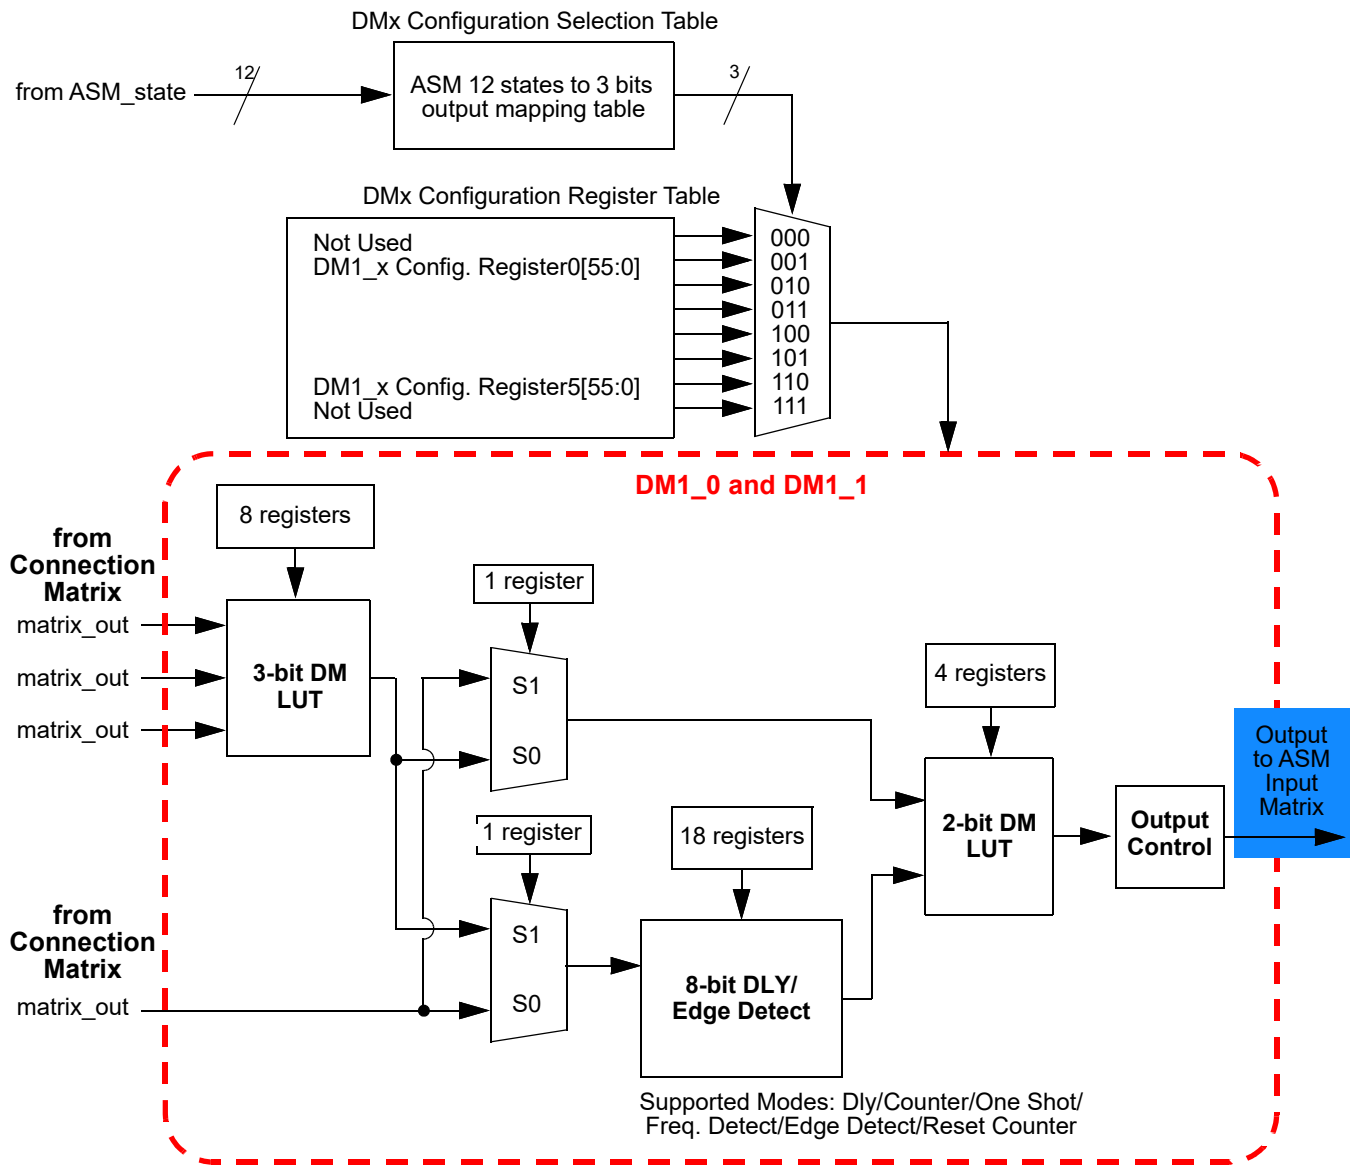 DMx Configuration Selection Table
from ASM_state
12
ASM 12 states to 3 bits
output mapping table
3
DMx Configuration Register Table
Not Used
DM1_x Config. Register0[55:0]
DM1_x Config. Register5[55:0]
Not Used
000
001
010
011
100
101
110
111
DM1_0 and DM1_1
8 registers
from
Connection
Matrix
matrix_out
matrix_out
matrix_out
3-bit DM
LUT
1 register
S1
S0
4 registers
Output
to ASM
Input
Matrix
1 register
18 registers
2-bit DM
LUT
Output
Control
from
Connection
Matrix
matrix_out
S1
S0
8-bit DLY/
Edge Detect
Supported Modes: Dly/Counter/One Shot/
Freq. Detect/Edge Detect/Reset Counter